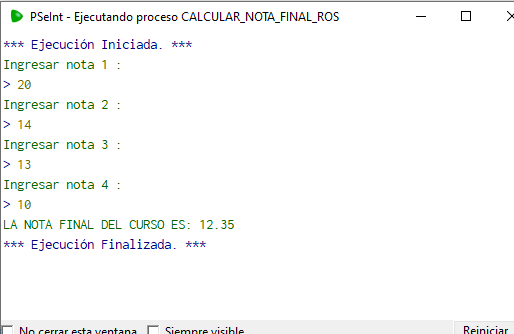 PSeInt - Ejecutando proceso CALCULAR_NOTA_FINAL_ROS
*** Ejecución Iniciada. ***
Ingresar nota 1 :
> 20
Ingresar nota 2 :
> 14
Ingresar nota 3 :
> 13
Ingresar nota 4 :
> 10
LA NOTA FINAL DEL CURSO ES: 12.35
*** Ejecución Finalizada. ***
No cerrar esta ventana Siempre visible Reiniciar